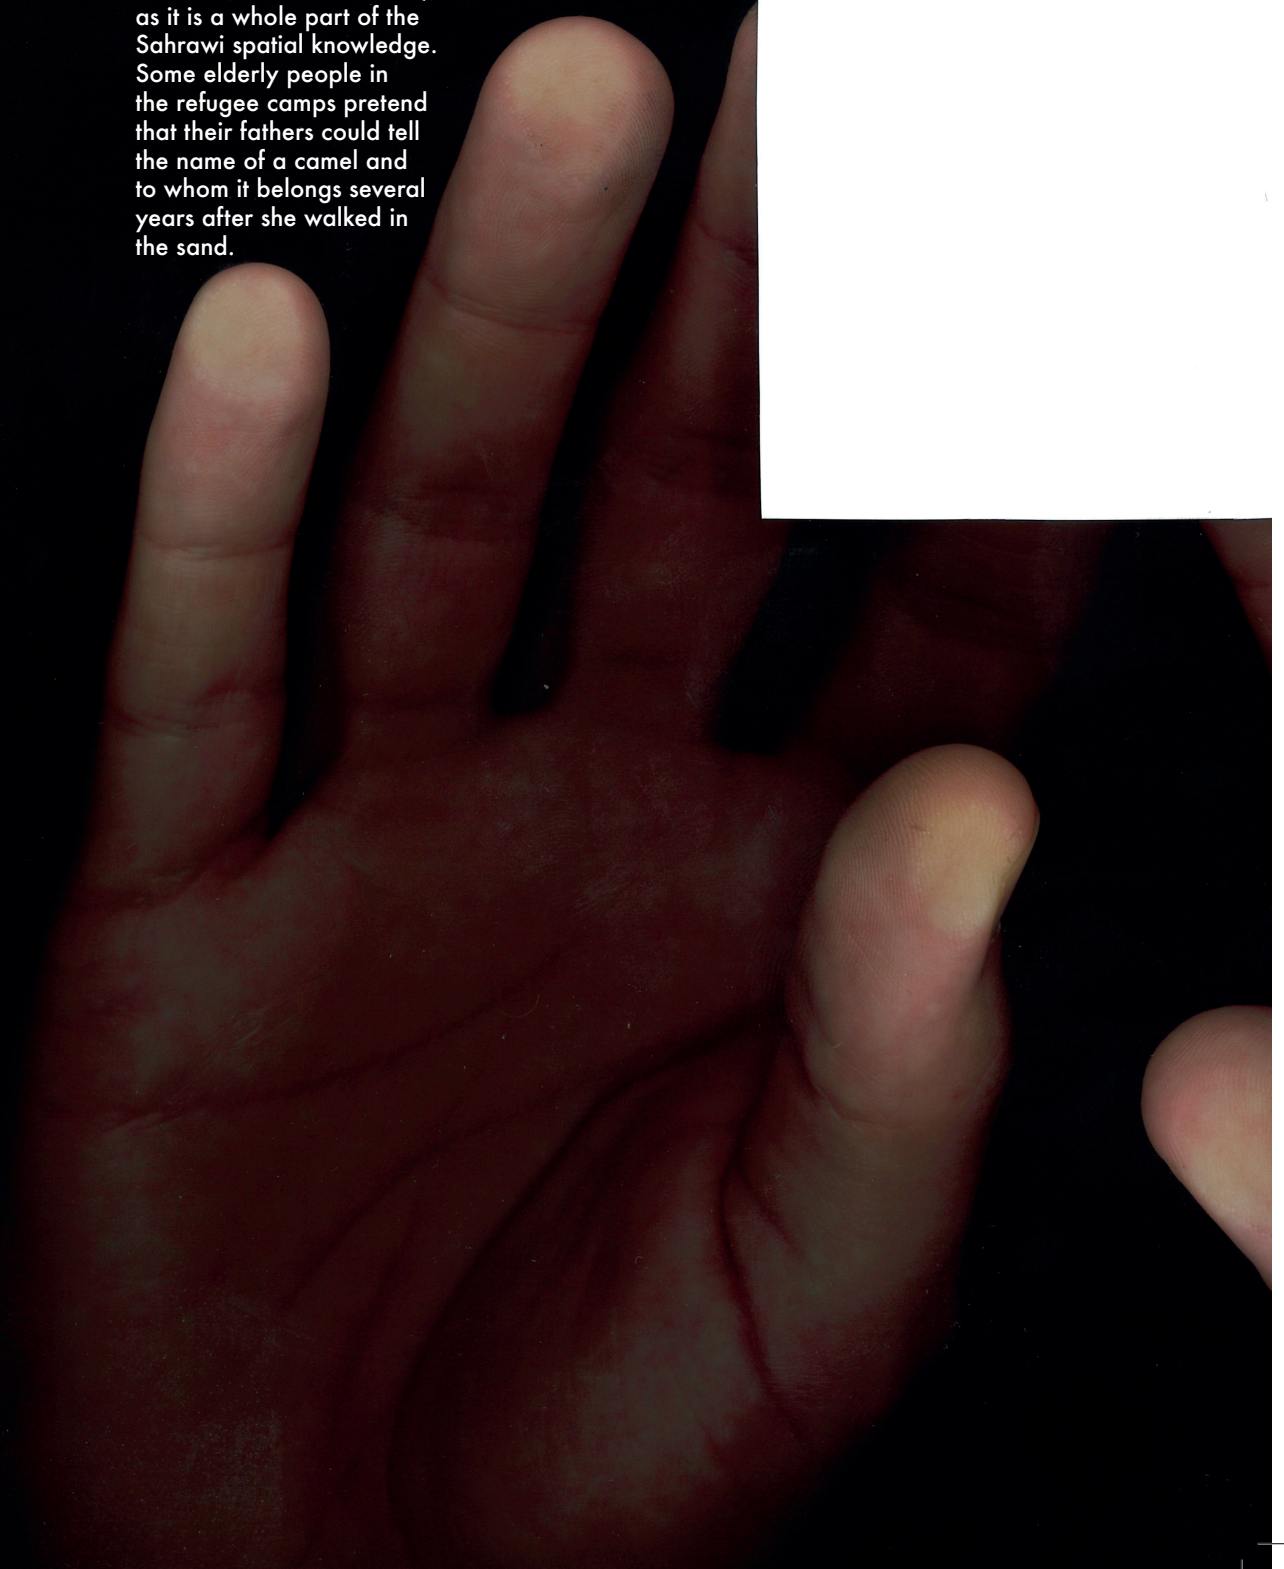 as it is a whole part of the
Sahrawi spatial knowledge.
Some elderly people in
the refugee camps pretend
that their fathers could tell
the name of a camel and
to whom it belongs several
years after she walked in
the sand.